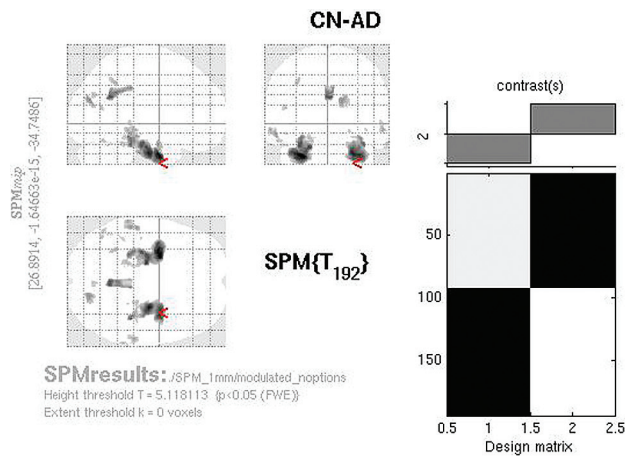 CN-AD
SPMmip
[26.8914, -1.64663e-15, -34.7486]
<
<
<
SPM{T192}
contrast(s)
2
50
100
150
0.5 1 1.5 2 2.5
Design matrix
SPMresults: ./SPM_1mm/modulated_noptions
Height threshold T = 5.118113 {p<0.05 (FWE)}
Extent threshold k = 0 voxels